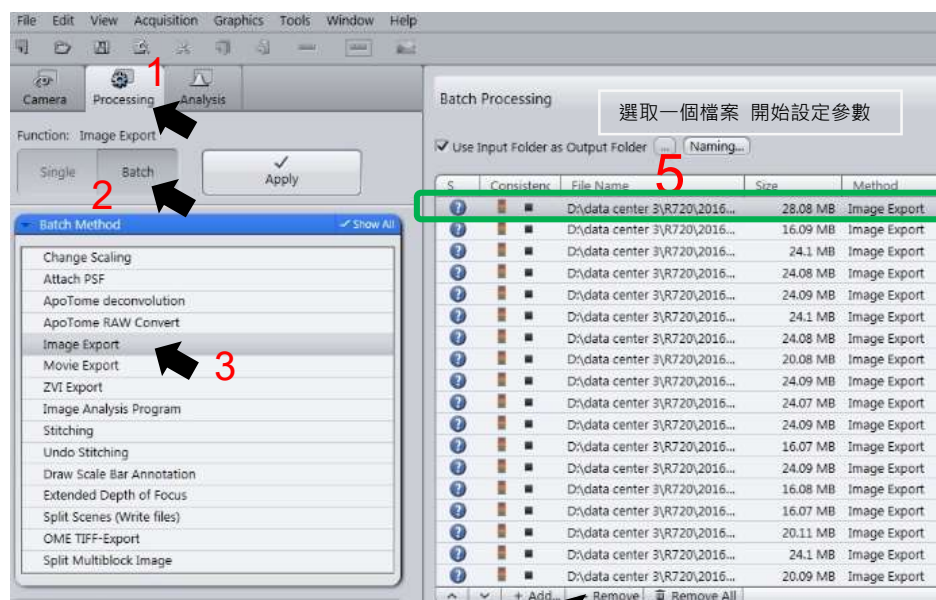 File Edit View Acquisition Graphics Tools Window Help
1
Camera Processing Analysis
Function: Image Export
Single Batch Apply
2
Batch Method Show All
Change Scaling
Attach PSF
ApoTome deconvolution
ApoTome RAW Convert
Image Export
3
Movie Export
ZVI Export
Image Analysis Program
Stitching
Undo Stitching
Draw Scale Bar Annotation
Extended Depth of Focus
Split Scenes (Write files)
OME TIFF-Export
Split Multiblock Image
Batch Processing
選取一個檔案 開始設定參數
Use Input Folder as Output Folder ... Naming...
5
S Consistenc File Name Size Method
D:\data center 3\R720\2016... 28.08 MB Image Export
D:\data center 3\R720\2016... 16.09 MB Image Export
D:\data center 3\R720\2016... 24.1 MB Image Export
D:\data center 3\R720\2016... 24.08 MB Image Export
D:\data center 3\R720\2016... 24.09 MB Image Export
D:\data center 3\R720\2016... 24.1 MB Image Export
D:\data center 3\R720\2016... 24.08 MB Image Export
D:\data center 3\R720\2016... 20.08 MB Image Export
D:\data center 3\R720\2016... 24.09 MB Image Export
D:\data center 3\R720\2016... 24.07 MB Image Export
D:\data center 3\R720\2016... 24.09 MB Image Export
D:\data center 3\R720\2016... 16.07 MB Image Export
D:\data center 3\R720\2016... 24.09 MB Image Export
D:\data center 3\R720\2016... 16.08 MB Image Export
D:\data center 3\R720\2016... 16.07 MB Image Export
D:\data center 3\R720\2016... 20.11 MB Image Export
D:\data center 3\R720\2016... 24.1 MB Image Export
D:\data center 3\R720\2016... 20.09 MB Image Export
+ Add... Remove Remove All